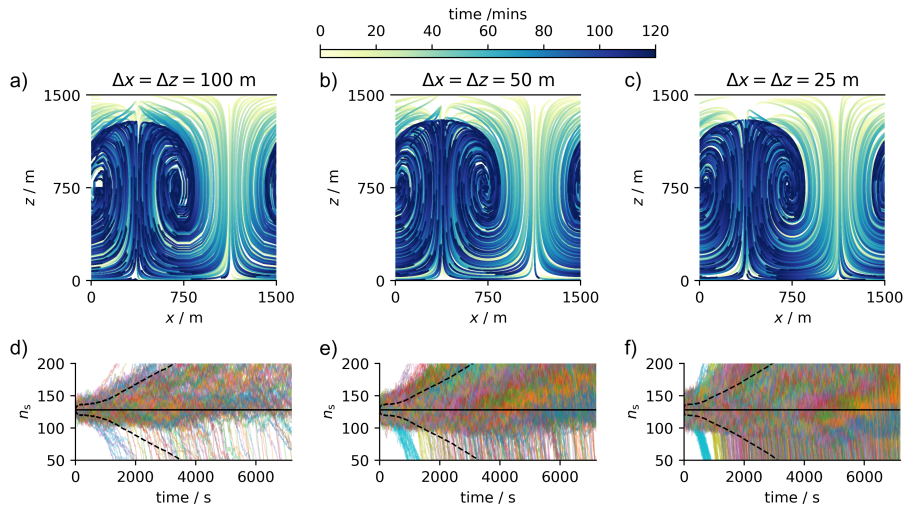 time /mins
0 20 40 60 80 100 120
a) Δx = Δz = 100 m
b) Δx = Δz = 50 m
c) Δx = Δz = 25 m
1500 1500 1500
z / m z / m z / m
750 750 750
0 0 0
0 750 1500 0 750 1500 0 750 1500
x / m x / m x / m
d) e) f)
200 200 200
150 150 150
nₛ nₛ nₛ
100 100 100
50 50 50
0 2000 4000 6000 0 2000 4000 6000 0 2000 4000 6000
time / s time / s time / s